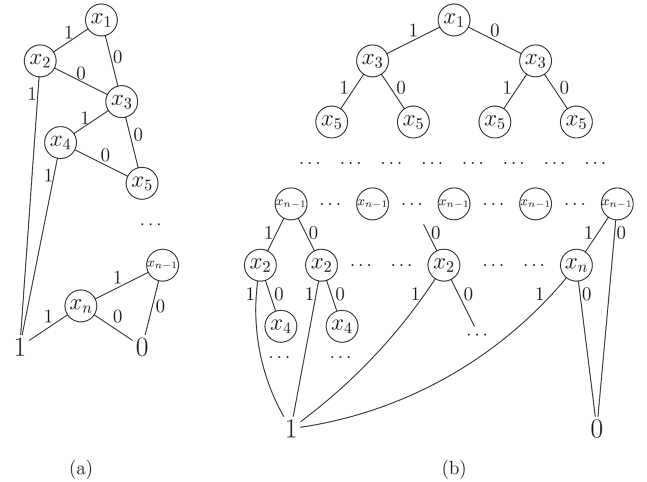 x1
1 0
x2
0
1
x3
1 0
x4
0
1
x5
...
xn−1
1
xn
0
1 0
1 0
(a)
x1
1 0
x3 x3
1 0 1 0
x5 x5 x5 x5
... ... ... ... ... ... ... ...
xn−1 ... xn−1 ... xn−1 ... xn−1 ... xn−1
1 0 0 1 0
x2 x2 ... ... x2 ... ... xn
1 0 1 0 1 0 1 0
x4 x4 ...
... ...
1 0
(b)